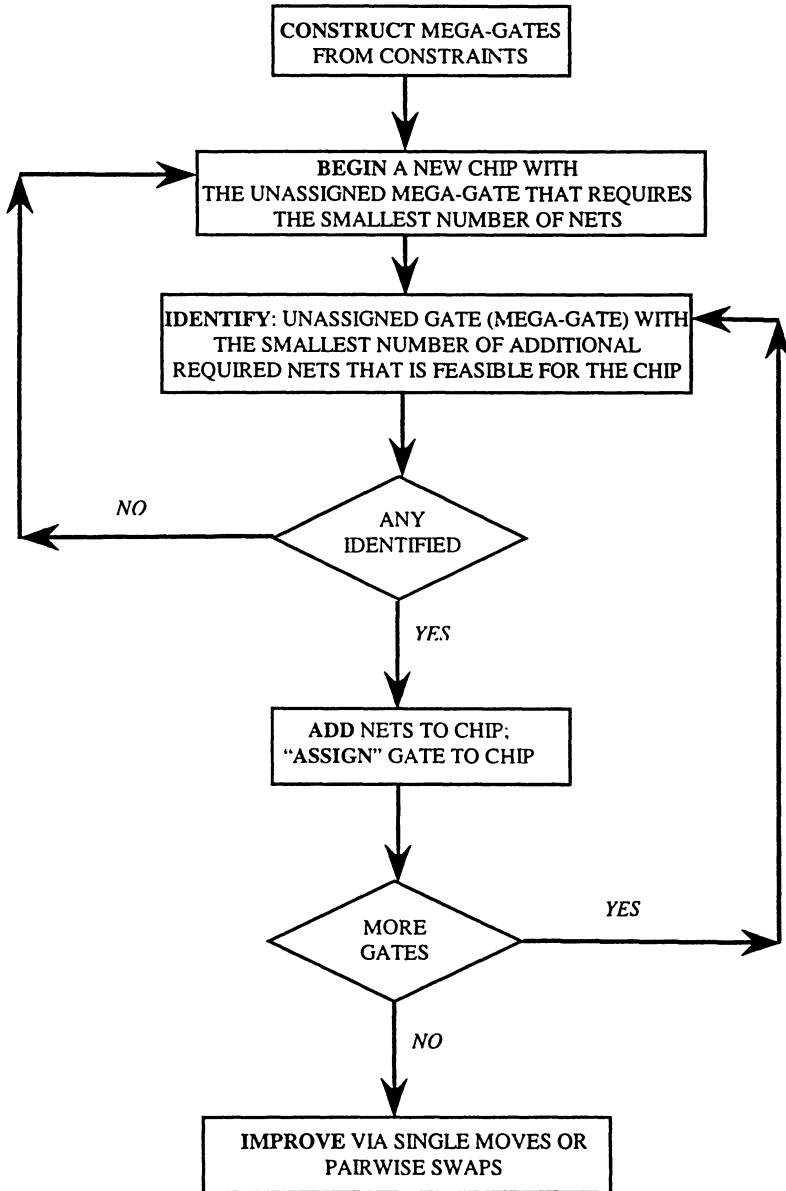 CONSTRUCT MEGA-GATES
FROM CONSTRAINTS
BEGIN A NEW CHIP WITH
THE UNASSIGNED MEGA-GATE THAT REQUIRES
THE SMALLEST NUMBER OF NETS
IDENTIFY: UNASSIGNED GATE (MEGA-GATE) WITH
THE SMALLEST NUMBER OF ADDITIONAL
REQUIRED NETS THAT IS FEASIBLE FOR THE CHIP
NO
ANY
IDENTIFIED
YES
ADD NETS TO CHIP;
“ASSIGN” GATE TO CHIP
MORE
GATES
YES
NO
IMPROVE VIA SINGLE MOVES OR
PAIRWISE SWAPS